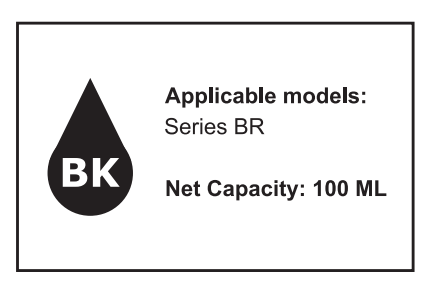 BK
Applicable models:
Series BR
Net Capacity: 100 ML